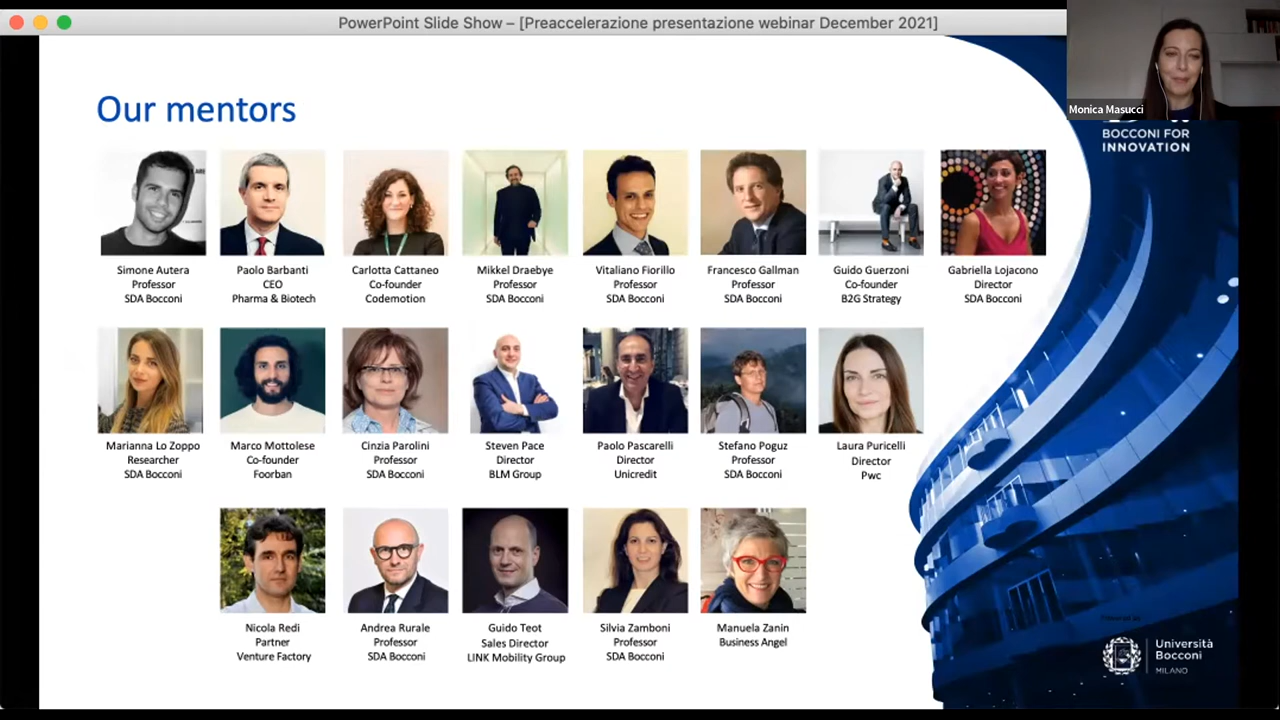 PowerPoint Slide Show – [Preaccelerazione presentazione webinar December 2021]
Monica Masucci
Our mentors
BOCCONI FOR
INNOVATION
Simone Autera
Professor
SDA Bocconi
Paolo Barbanti
CEO
Pharma & Biotech
Carlotta Cattaneo
Co-founder
Codemotion
Mikkel Draebye
Professor
SDA Bocconi
Vitaliano Fiorillo
Professor
SDA Bocconi
Francesco Gallman
Professor
SDA Bocconi
Guido Guerzoni
Co-founder
B2G Strategy
Gabriella Lojacono
Director
SDA Bocconi
Marianna Lo Zoppo
Researcher
SDA Bocconi
Marco Mottolese
Co-founder
Foorban
Cinzia Parolini
Professor
SDA Bocconi
Steven Pace
Director
BLM Group
Paolo Pascarelli
Director
Unicredit
Stefano Poguz
Professor
SDA Bocconi
Laura Puricelli
Director
Pwc
Nicola Redi
Partner
Venture Factory
Andrea Rurale
Professor
SDA Bocconi
Guido Teot
Sales Director
LINK Mobility Group
Silvia Zamboni
Professor
SDA Bocconi
Manuela Zanin
Business Angel
Powered by
Università
Bocconi
MILANO